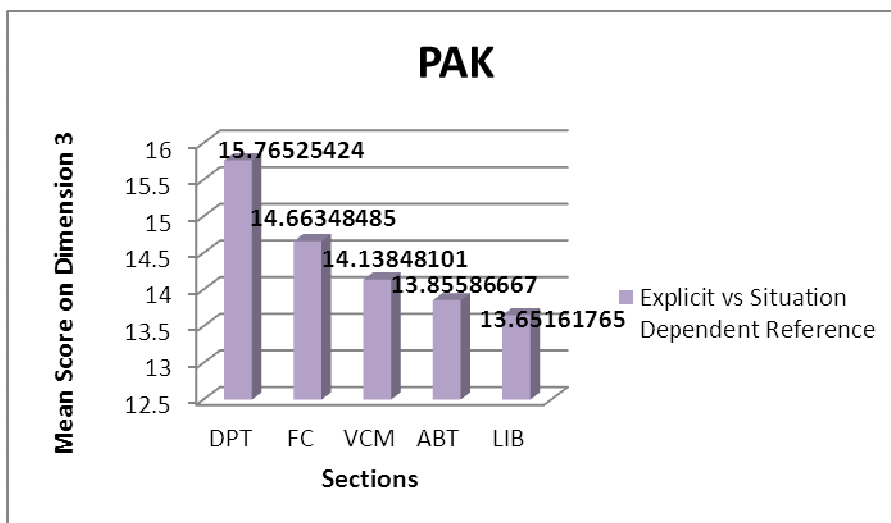 PAK
Mean Score on Dimension 3
16
15.5
15
14.5
14
13.5
13
12.5
15.76525424
14.66348485
14.13848101
13.85586667
13.65161765
DPT FC VCM ABT LIB
Sections
Explicit vs Situation
Dependent Reference